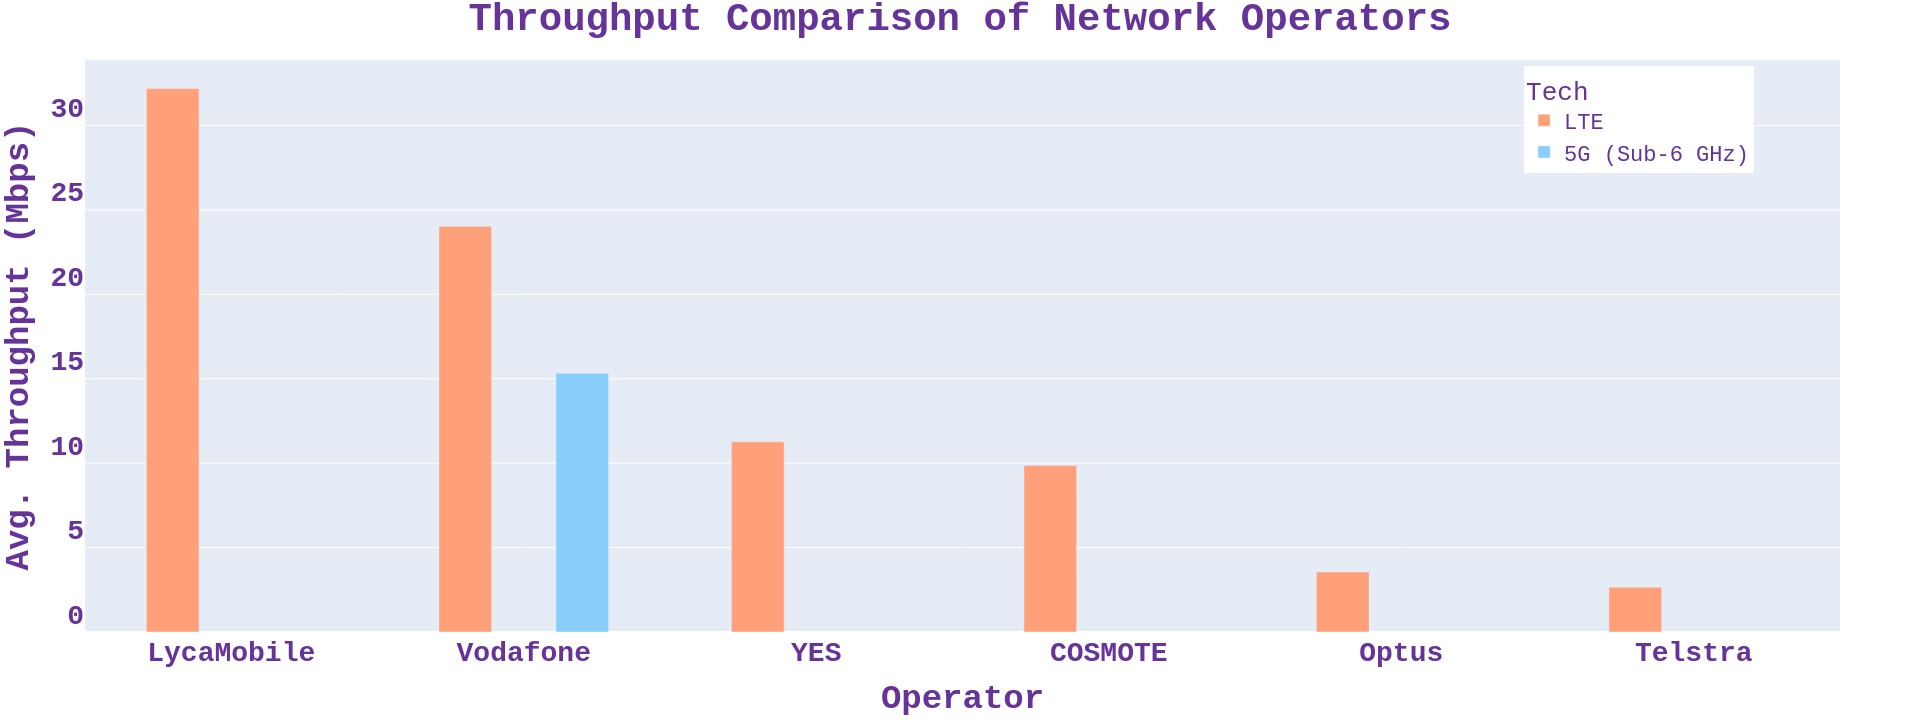 Throughput Comparison of Network Operators
Avg. Throughput (Mbps)
30
25
20
15
10
5
0
Tech
LTE
5G (Sub-6 GHz)
LycaMobile Vodafone YES COSMOTE Optus Telstra
Operator